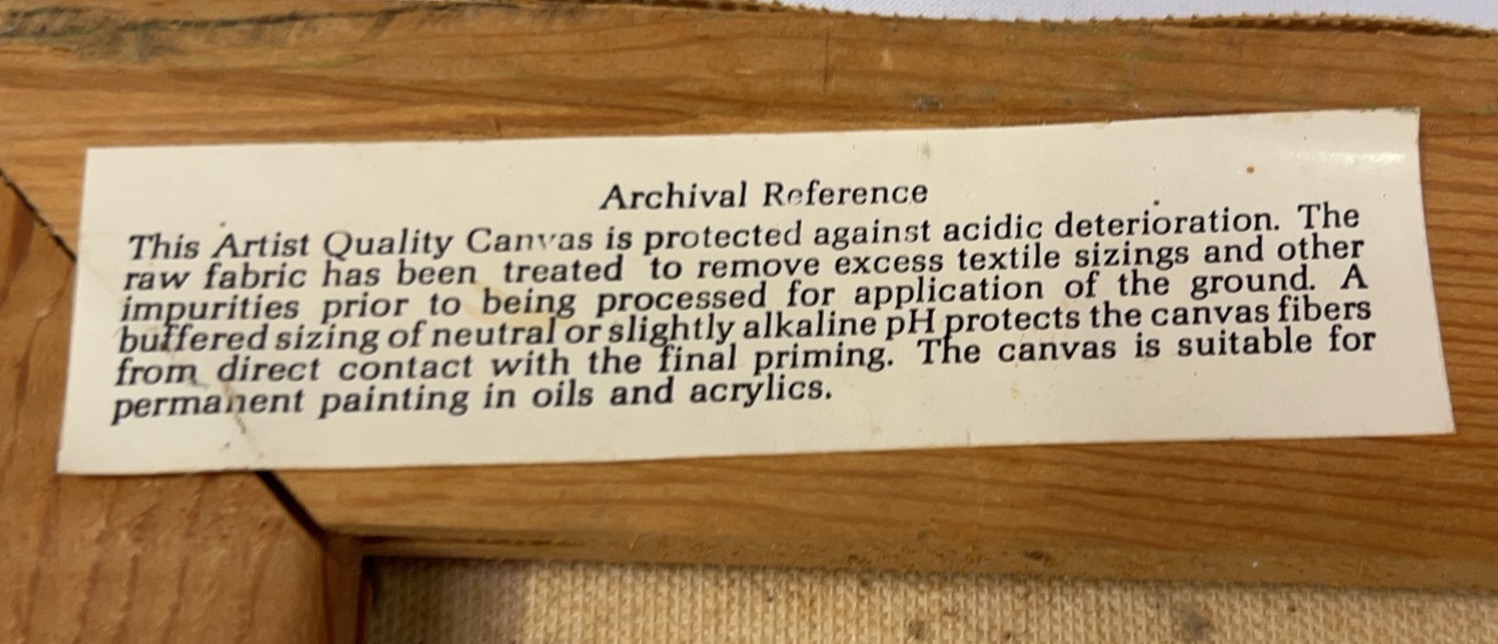 Archival Reference
This Artist Quality Canvas is protected against acidic deterioration. The
raw fabric has been treated to remove excess textile sizings and other
impurities prior to being processed for application of the ground. A
buffered sizing of neutral or slightly alkaline pH protects the canvas fibers
from direct contact with the final priming. The canvas is suitable for
permanent painting in oils and acrylics.